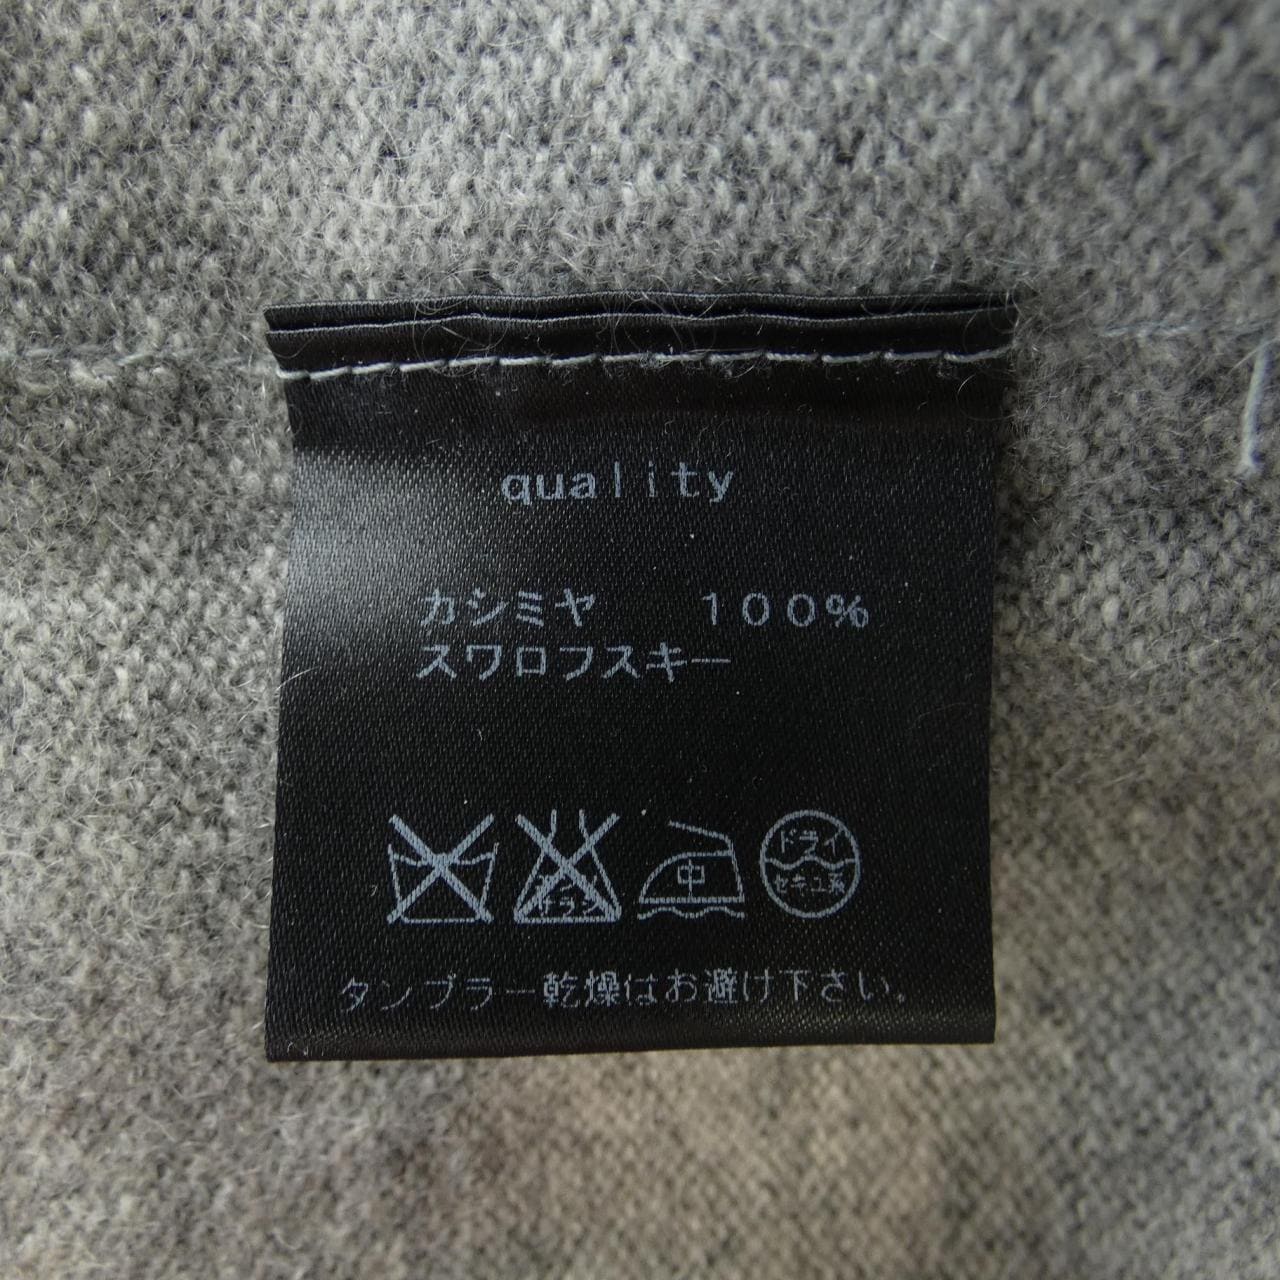 quality
カシミヤ　１００％
スワロフスキー
中
ドライ
セキユ系
タンブラー乾燥はお避け下さい。